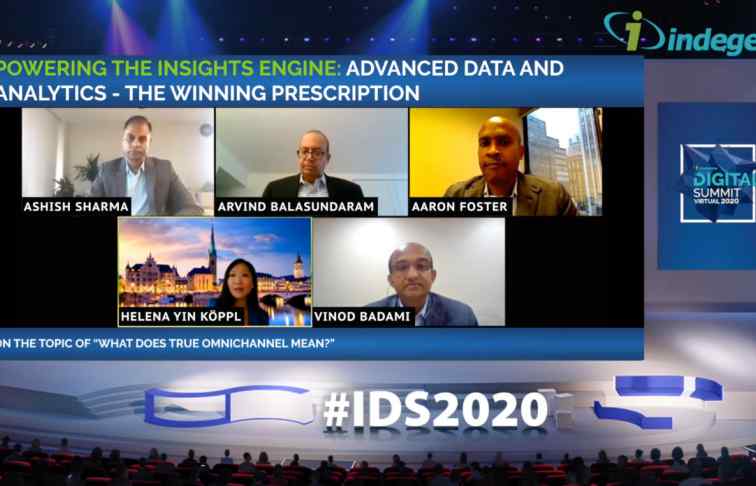 indege
POWERING THE INSIGHTS ENGINE: ADVANCED DATA AND
ANALYTICS - THE WINNING PRESCRIPTION
ASHISH SHARMA
ARVIND BALASUNDARAM
AARON FOSTER
DIGITAL
SUMMIT
VIRTUAL 2020
HELENA YIN KÖPPL
VINOD BADAMI
ON THE TOPIC OF "WHAT DOES TRUE OMNICHANNEL MEAN?"
#IDS2020